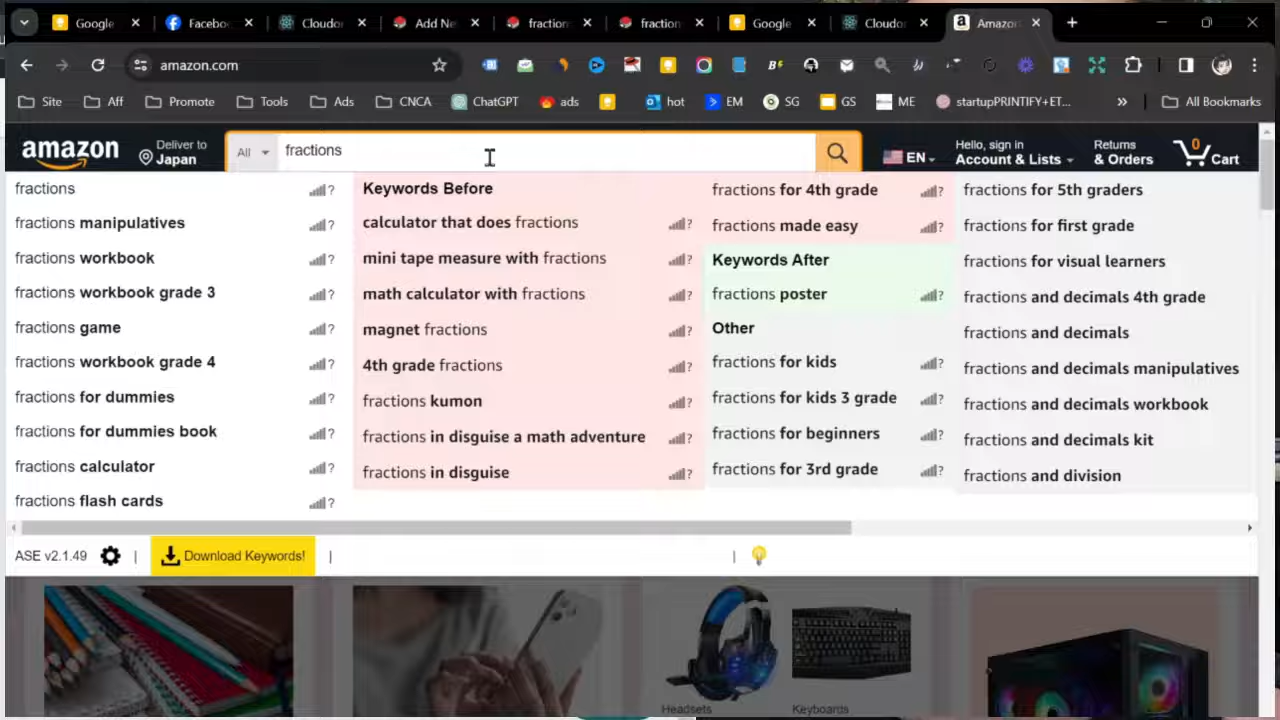 Google
Facebo
Cloudo
Add Ne
fraction
fraction
Google
Cloudo
Amazon
amazon.com
Site
Aff
Promote
Tools
Ads
CNCA
ChatGPT
ads
hot
EM
SG
GS
ME
startupPRINTIFY+ET...
All Bookmarks
amazon
Deliver to
Japan
All
fractions
EN
Hello, sign in
Account & Lists
Returns
& Orders
0
Cart
fractions
fractions manipulatives
fractions workbook
fractions workbook grade 3
fractions game
fractions workbook grade 4
fractions for dummies
fractions for dummies book
fractions calculator
fractions flash cards
Keywords Before
calculator that does fractions
mini tape measure with fractions
math calculator with fractions
magnet fractions
4th grade fractions
fractions kumon
fractions in disguise a math adventure
fractions in disguise
fractions for 4th grade
fractions made easy
Keywords After
fractions poster
Other
fractions for kids
fractions for kids 3 grade
fractions for beginners
fractions for 3rd grade
fractions for 5th graders
fractions for first grade
fractions for visual learners
fractions and decimals 4th grade
fractions and decimals
fractions and decimals manipulatives
fractions and decimals workbook
fractions and decimals kit
fractions and division
ASE v2.1.49 | Download Keywords! | |
Headsets
Keyboards